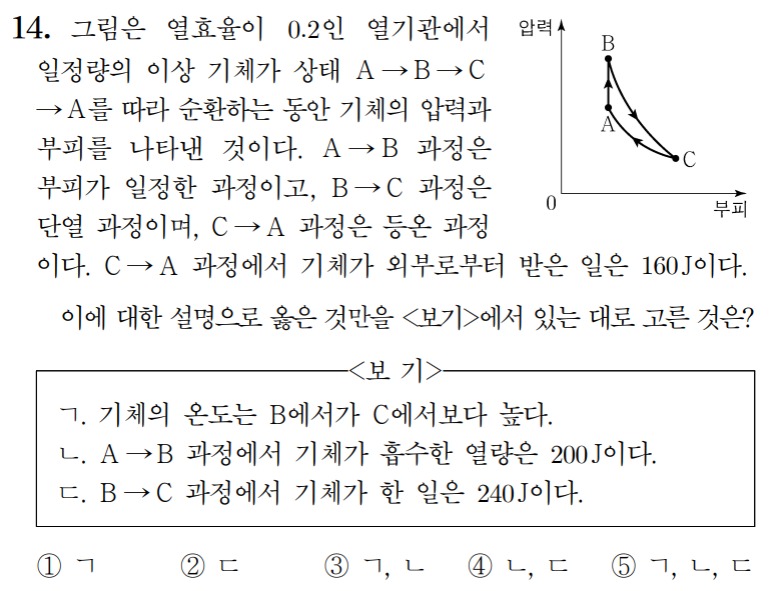 14. 그림은 열효율이 0.2인 열기관에서
일정량의 이상 기체가 상태 A→B→C
→A를 따라 순환하는 동안 기체의 압력과
부피를 나타낸 것이다. A→B 과정은
부피가 일정한 과정이고, B→C 과정은
단열 과정이며, C→A 과정은 등온 과정
이다. C→A 과정에서 기체가 외부로부터 받은 일은 160J이다.
압력
B
A
C
0
부피
이에 대한 설명으로 옳은 것만을 <보기>에서 있는 대로 고른 것은?
<보 기>
ㄱ. 기체의 온도는 B에서가 C에서보다 높다.
ㄴ. A→B 과정에서 기체가 흡수한 열량은 200J이다.
ㄷ. B→C 과정에서 기체가 한 일은 240J이다.
① ㄱ ② ㄷ ③ ㄱ, ㄴ ④ ㄴ, ㄷ ⑤ ㄱ, ㄴ, ㄷ